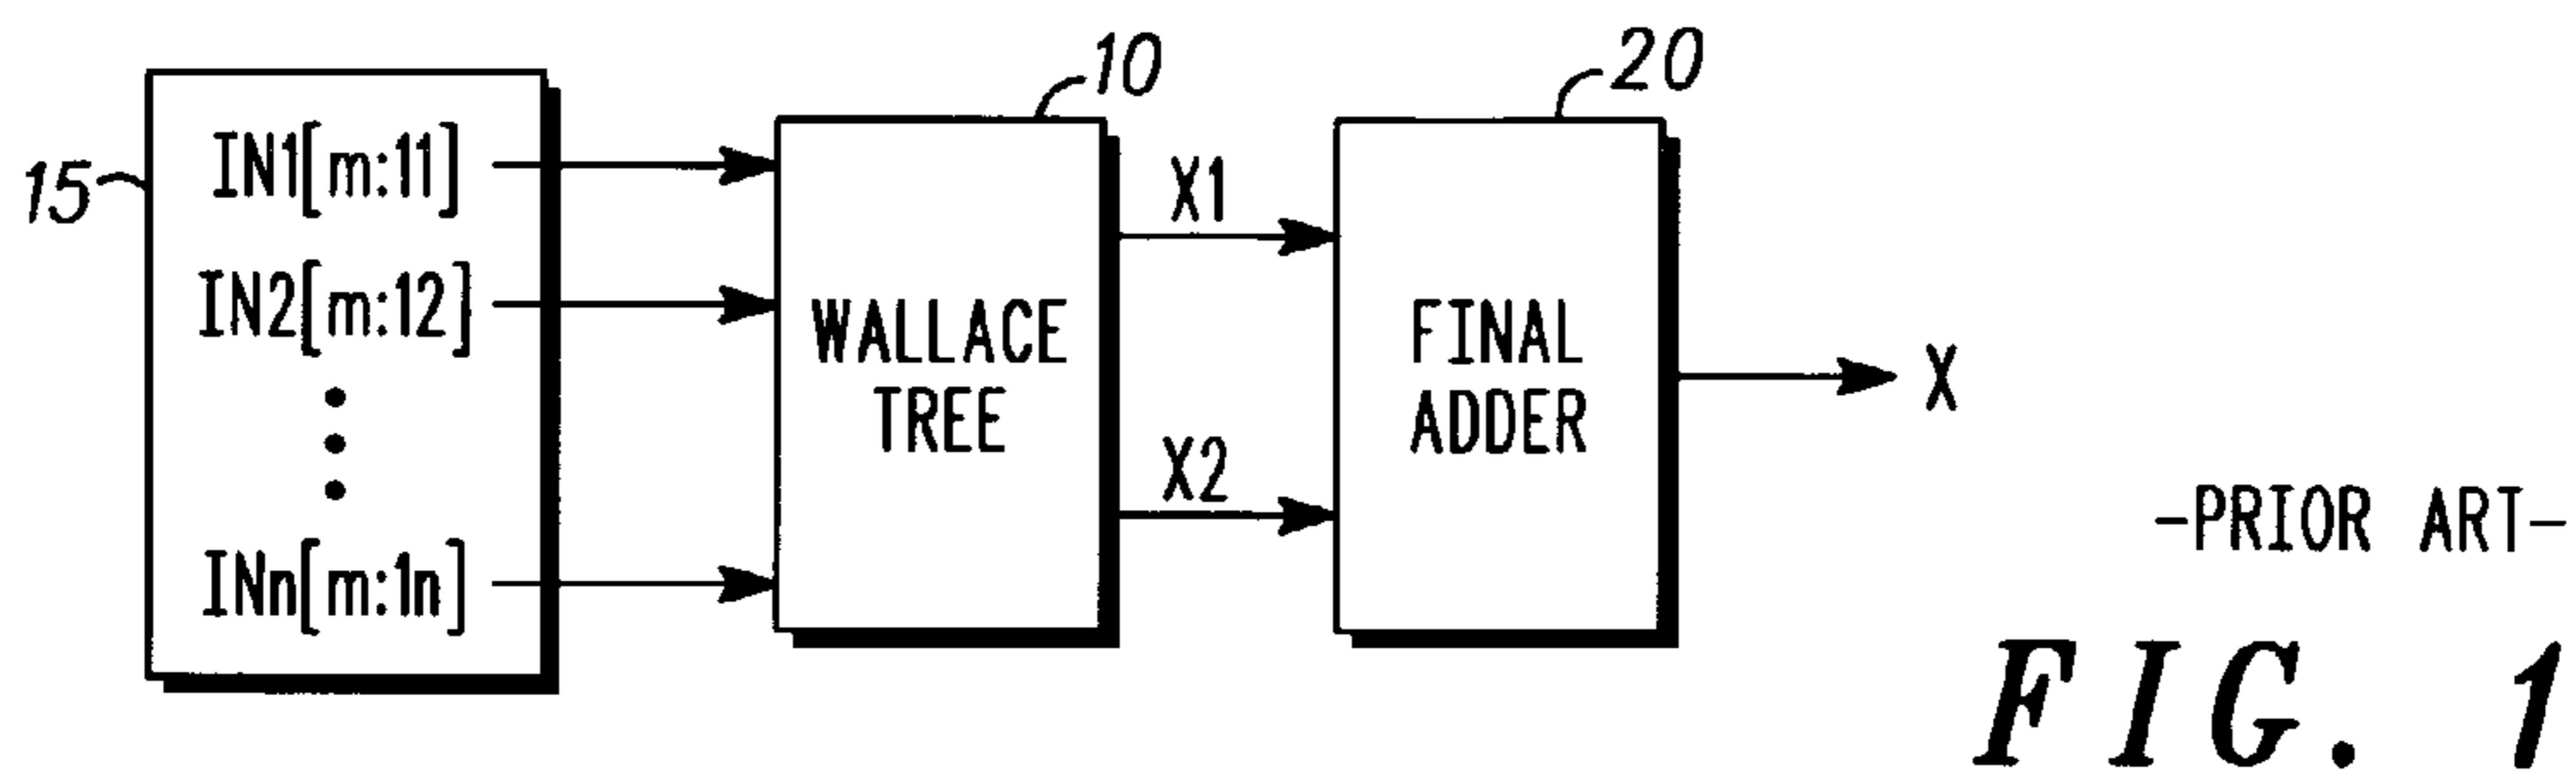 10
20
15
IN1[m:11]
IN2[m:12]
INn[m:1n]
WALLACE
TREE
X1
X2
FINAL
ADDER
X
-PRIOR ART-
FIG. 1